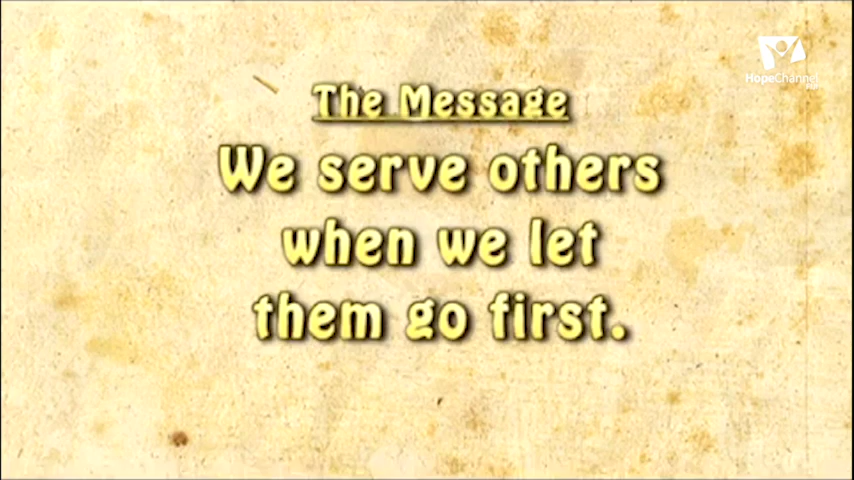 HopeChannel
The Message
We serve others
when we let
them go first.